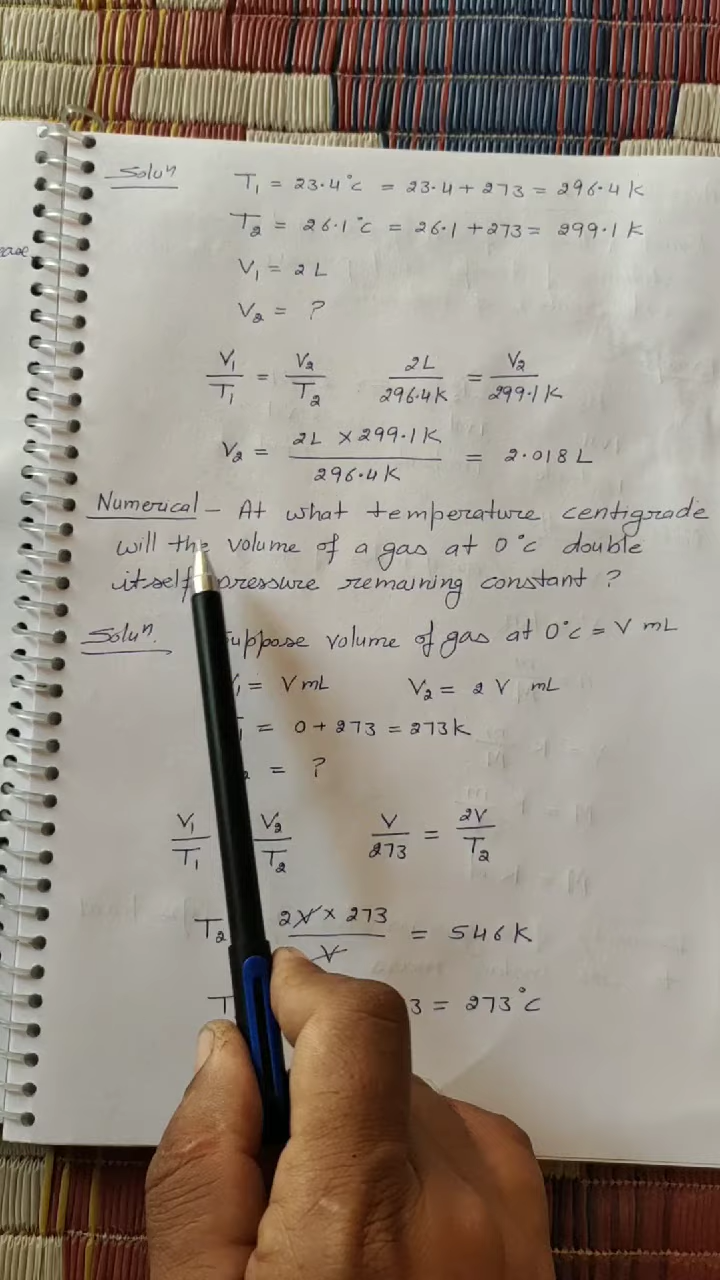 Soluⁿ T₁ = 23.4°c = 23.4 + 273 = 296.4 K
T₂ = 26.1°c = 26.1 + 273 = 299.1 K
V₁ = 2L
V₂ = ?
V₁/T₁ = V₂/T₂ 2L/296.4K = V₂/299.1K
V₂ = 2L × 299.1K / 296.4K = 2.018 L
Numerical - At what temperature centigrade
will the volume of a gas at 0°c double
itself pressure remaining constant ?
Soluⁿ. Suppose volume of gas at 0°c = V mL
= V mL V₂ = 2 V mL
= 0 + 273 = 273K
= ?
V₁/T₁ V₂/T₂ V/273 = 2V/T₂
T₂ 2V × 273 / V = 546 K
T 3 = 273°C